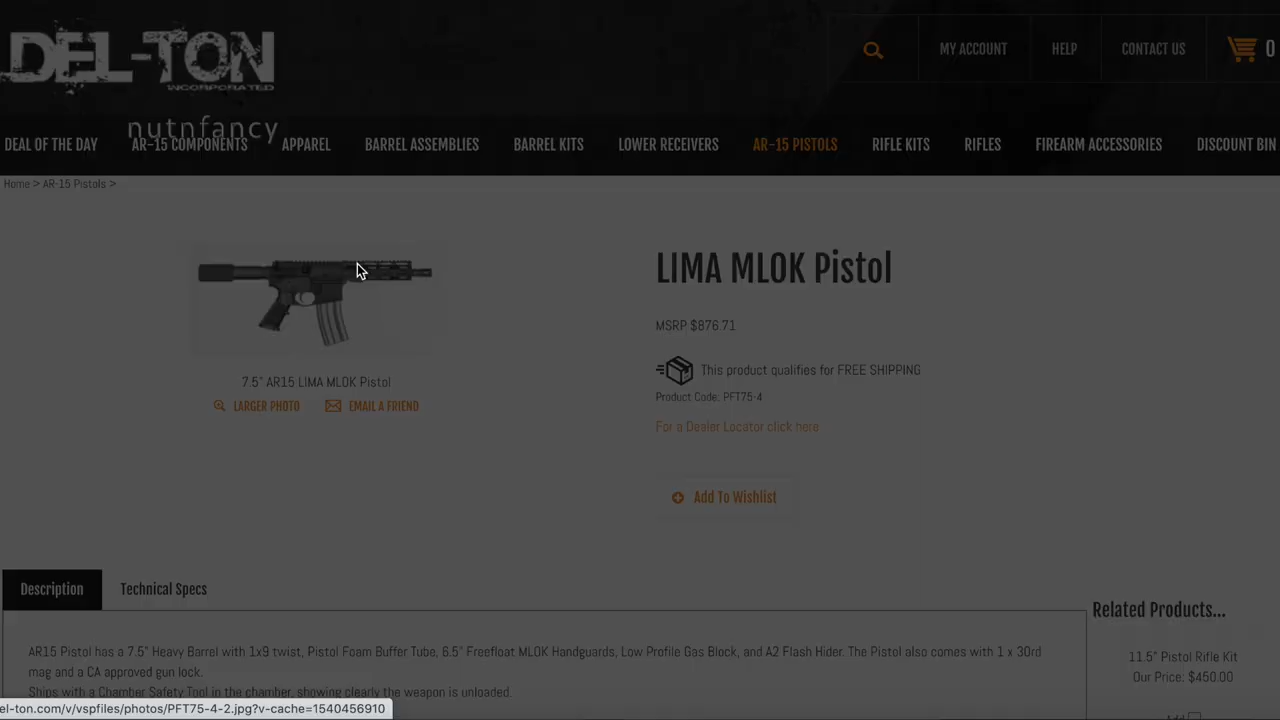 DEL-TON
INCORPORATED
MY ACCOUNT
HELP
CONTACT US
0
nutnfancy
DEAL OF THE DAY
AR-15 COMPONENTS
APPAREL
BARREL ASSEMBLIES
BARREL KITS
LOWER RECEIVERS
AR-15 PISTOLS
RIFLE KITS
RIFLES
FIREARM ACCESSORIES
DISCOUNT BIN
Home > AR-15 Pistols >
LIMA MLOK Pistol
MSRP $876.71
This product qualifies for FREE SHIPPING
Product Code: PFT75-4
For a Dealer Locator click here
7.5" AR15 LIMA MLOK Pistol
LARGER PHOTO
EMAIL A FRIEND
Add To Wishlist
Description
Technical Specs
AR15 Pistol has a 7.5" Heavy Barrel with 1x9 twist, Pistol Foam Buffer Tube, 6.5" Freefloat MLOK Handguards, Low Profile Gas Block, and A2 Flash Hider. The Pistol also comes with 1 x 30rd
mag and a CA approved gun lock.
Ships with a Chamber Safety Tool in the chamber, showing clearly the weapon is unloaded.
Related Products...
11.5" Pistol Rifle Kit
Our Price: $450.00
Add
el-ton.com/v/vspfiles/photos/PFT75-4-2.jpg?v-cache=1540456910